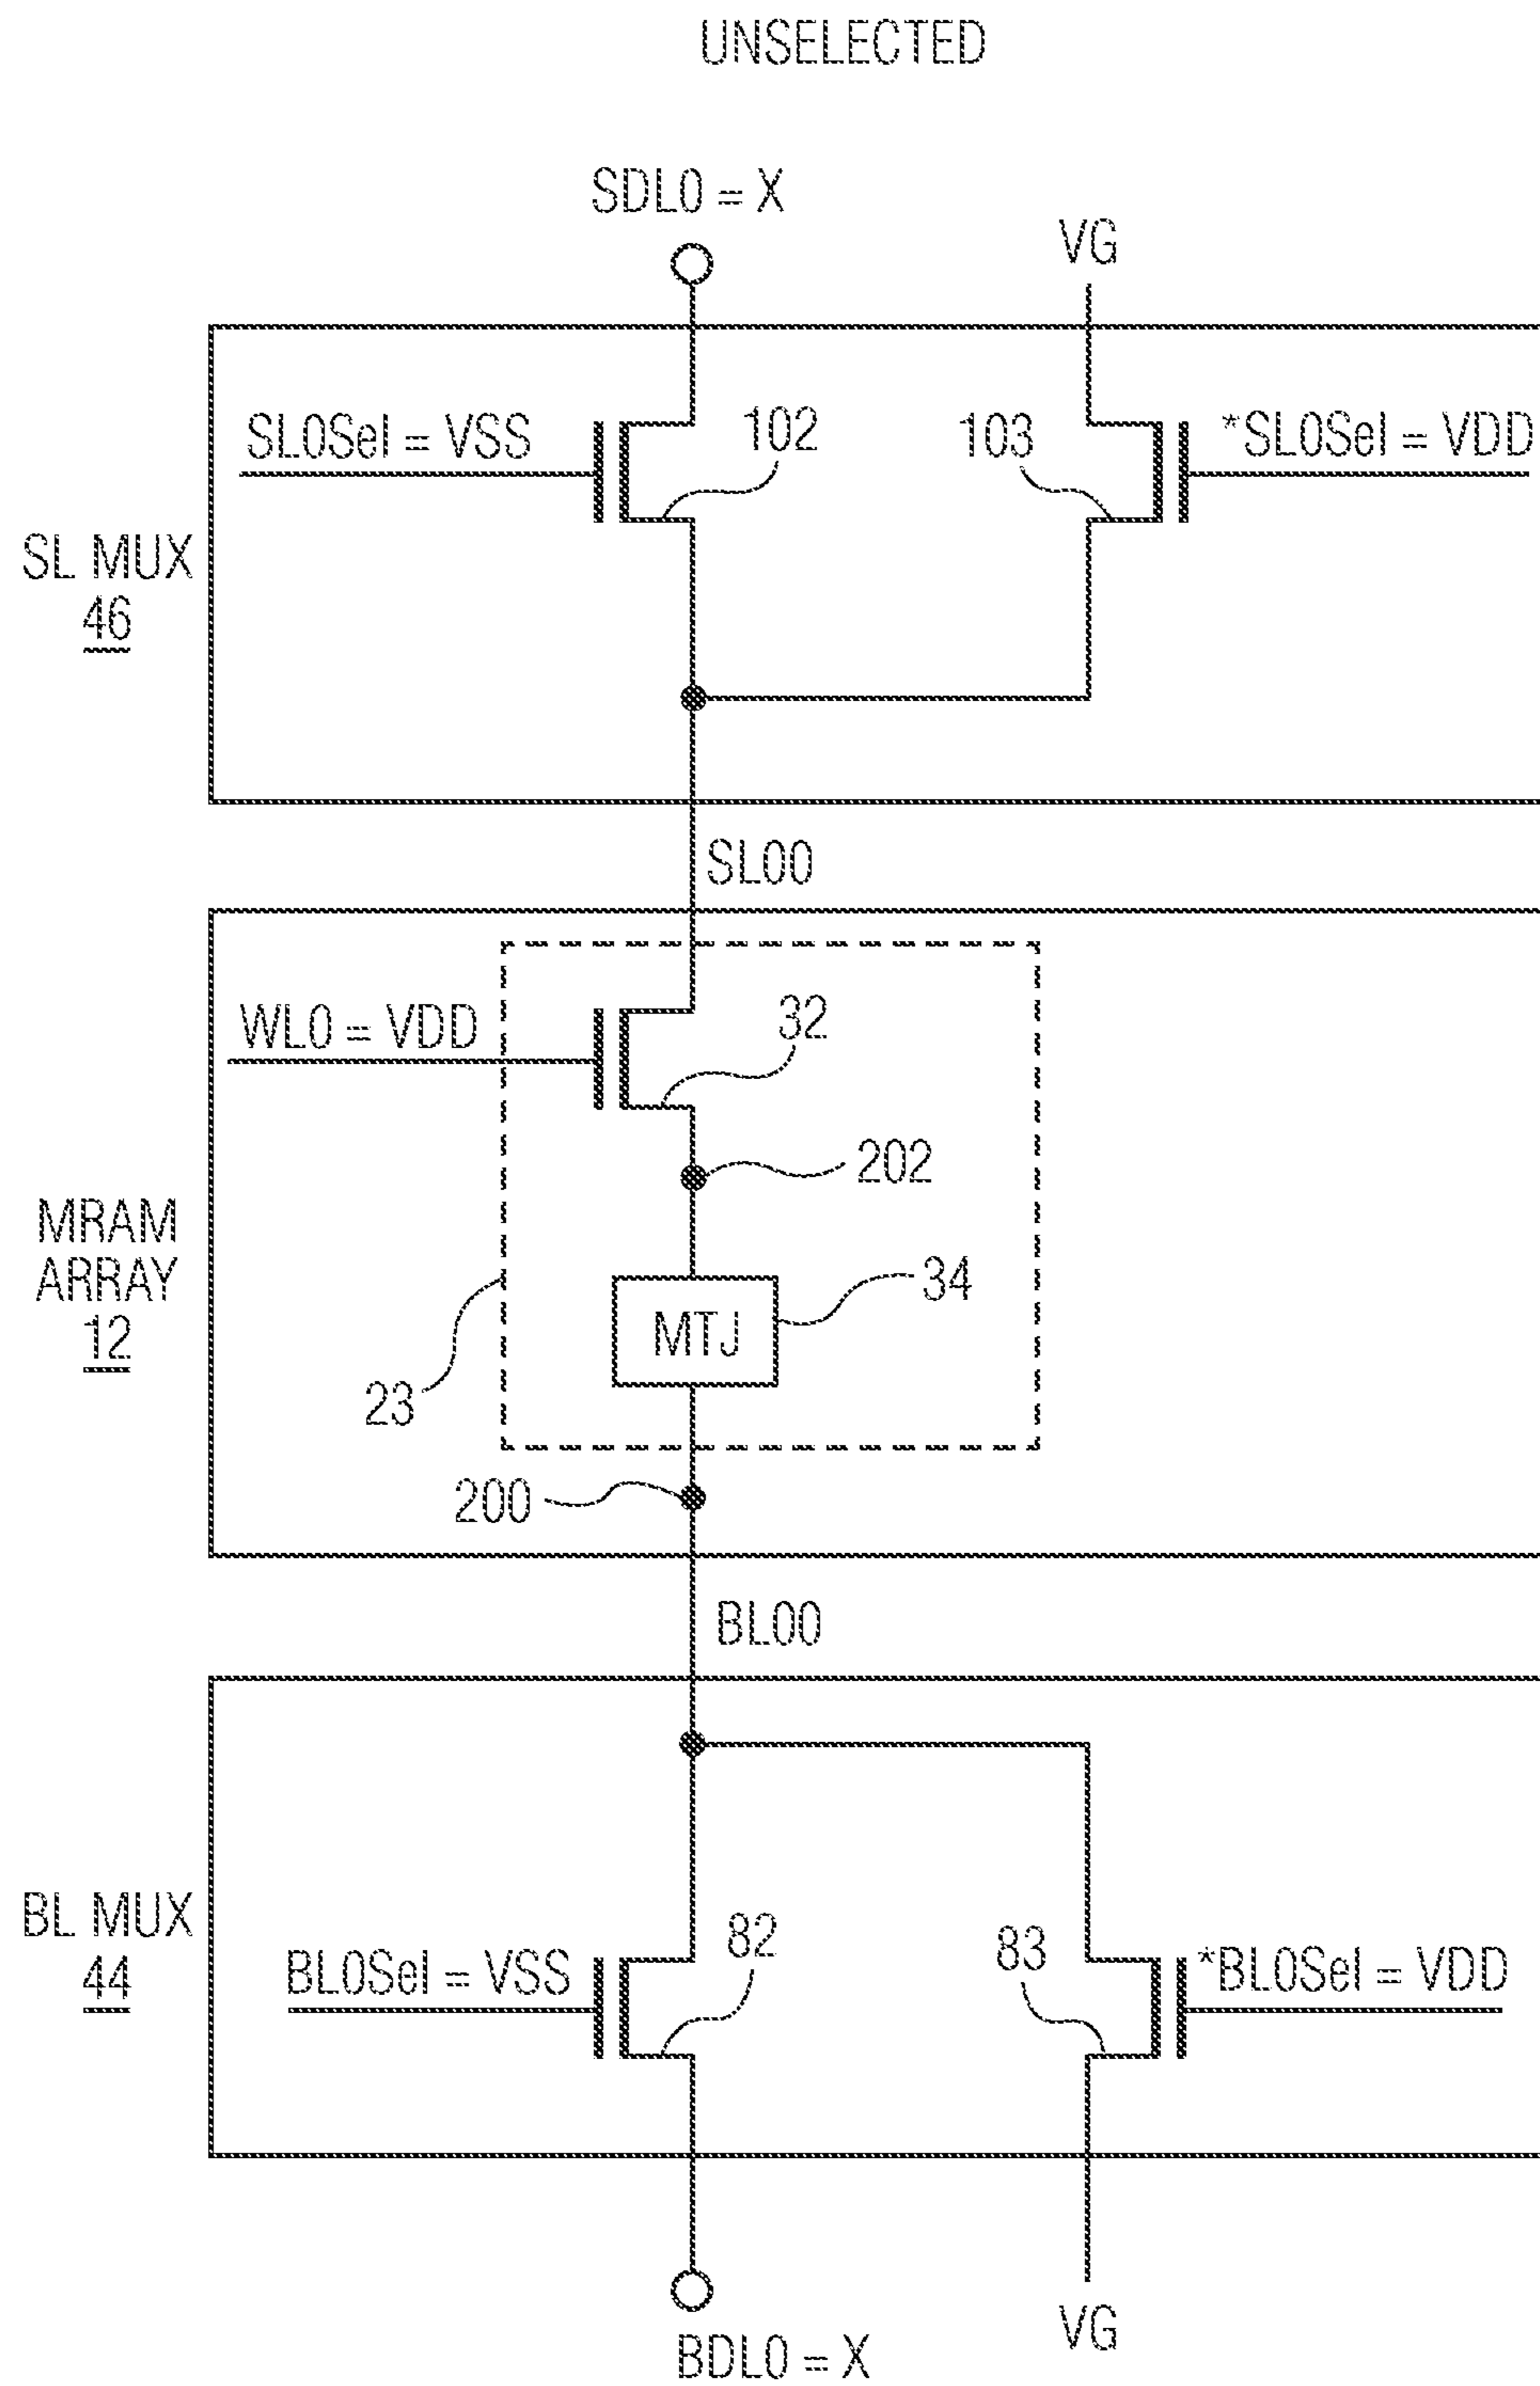 UNSELECTED
SDL0 = X
VG
SL0Sel = VSS
102
103
*SL0Sel = VDD
SL MUX
46
SL00
WL0 = VDD
32
202
MRAM
ARRAY
12
34
MTJ
23
200
BL00
BL MUX
44
BL0Sel = VSS
82
83
*BL0Sel = VDD
BDL0 = X
VG